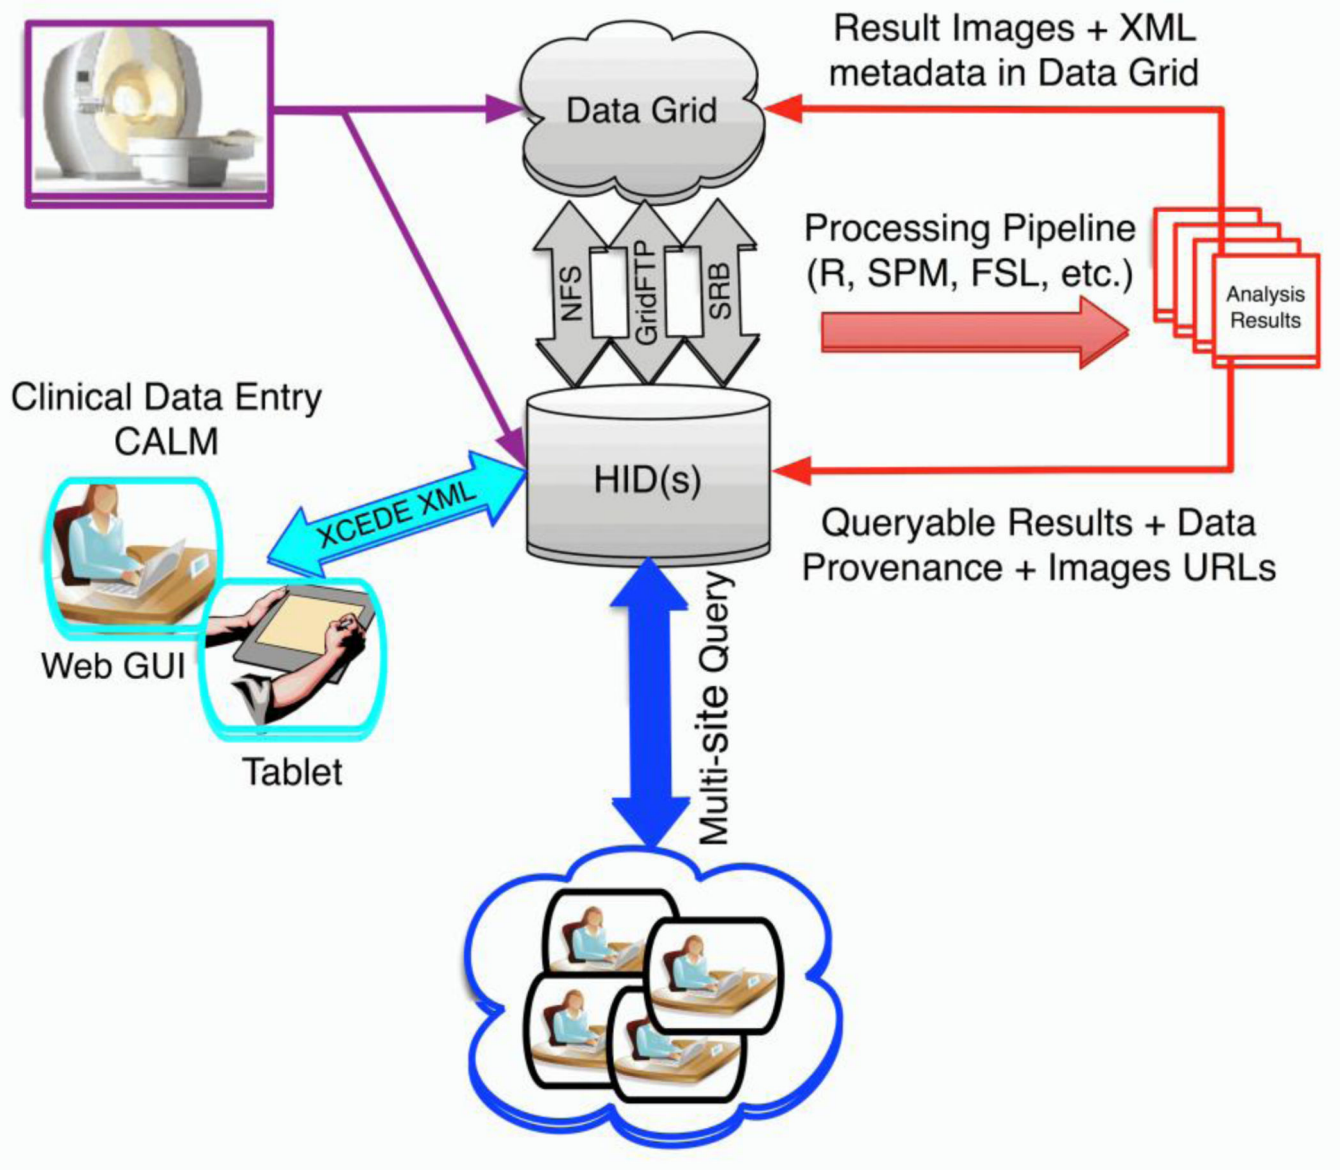 Result Images + XML
metadata in Data Grid
Data Grid
Processing Pipeline
(R, SPM, FSL, etc.)
NFS
GridFTP
SRB
Analysis
Results
Clinical Data Entry
CALM
XCEDE XML
HID(s)
Queryable Results + Data
Provenance + Images URLs
Web GUI
Tablet
Multi-site Query